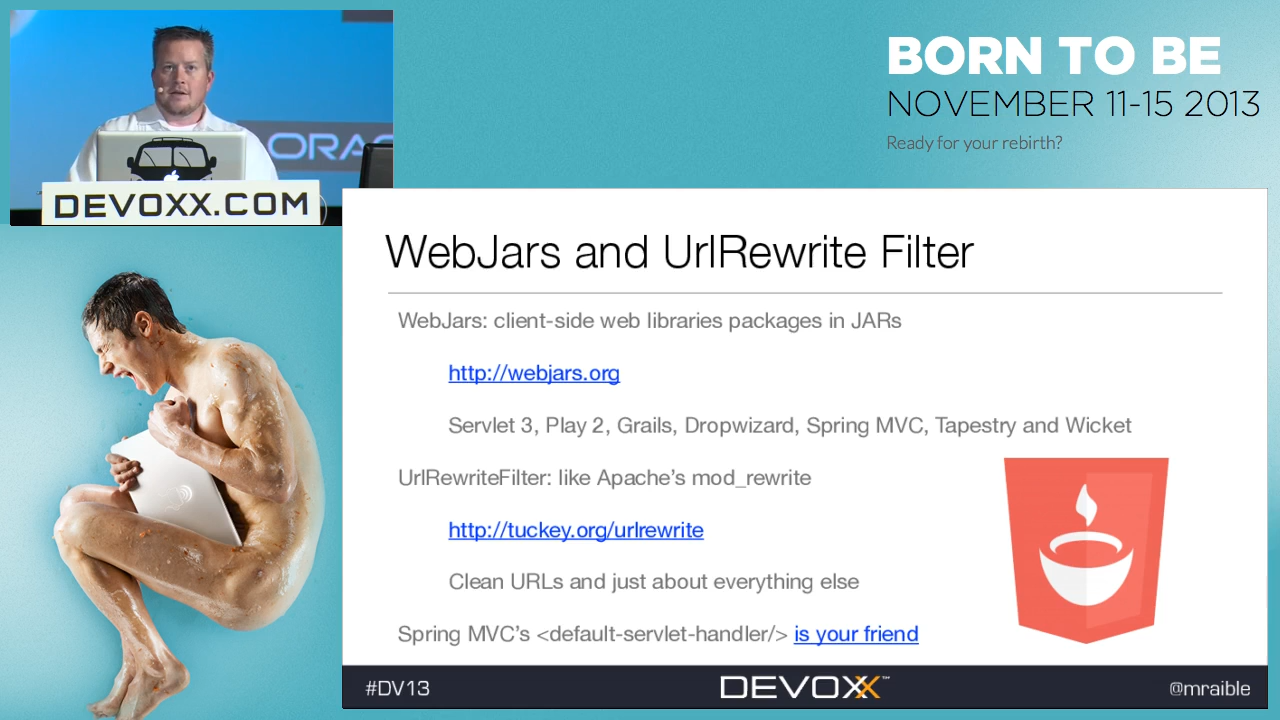 BORN TO BE
NOVEMBER 11-15 2013
Ready for your rebirth?
DEVOXX.COM
WebJars and UrlRewrite Filter
WebJars: client-side web libraries packages in JARs
http://webjars.org
Servlet 3, Play 2, Grails, Dropwizard, Spring MVC, Tapestry and Wicket
UrlRewriteFilter: like Apache's mod_rewrite
http://tuckey.org/urlrewrite
Clean URLs and just about everything else
Spring MVC's <default-servlet-handler/> is your friend
#DV13
DEVOXX™
@mraible